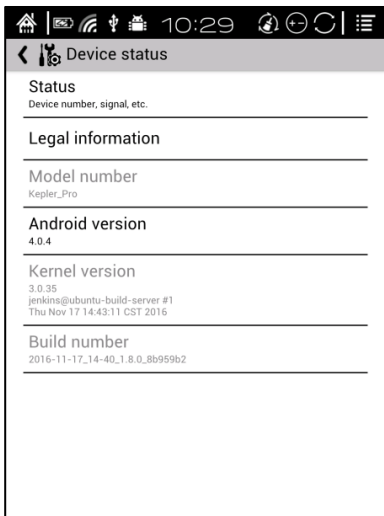 10:29
Device status
Status
Device number, signal, etc.
Legal information
Model number
Kepler_Pro
Android version
4.0.4
Kernel version
3.0.35
jenkins@ubuntu-build-server #1
Thu Nov 17 14:43:11 CST 2016
Build number
2016-11-17_14-40_1.8.0_8b959b2